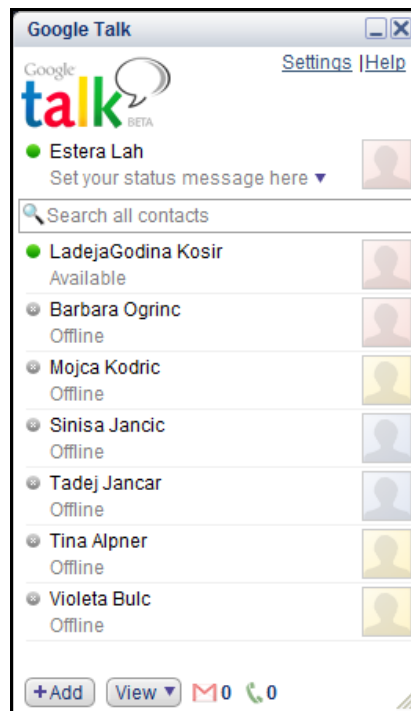 Google Talk
Settings | Help
Google
talk
BETA
Estera Lah
Set your status message here
Search all contacts
LadejaGodina Kosir
Available
Barbara Ogrinc
Offline
Mojca Kodric
Offline
Sinisa Jancic
Offline
Tadej Jancar
Offline
Tina Alpner
Offline
Violeta Bulc
Offline
+Add View 0 0